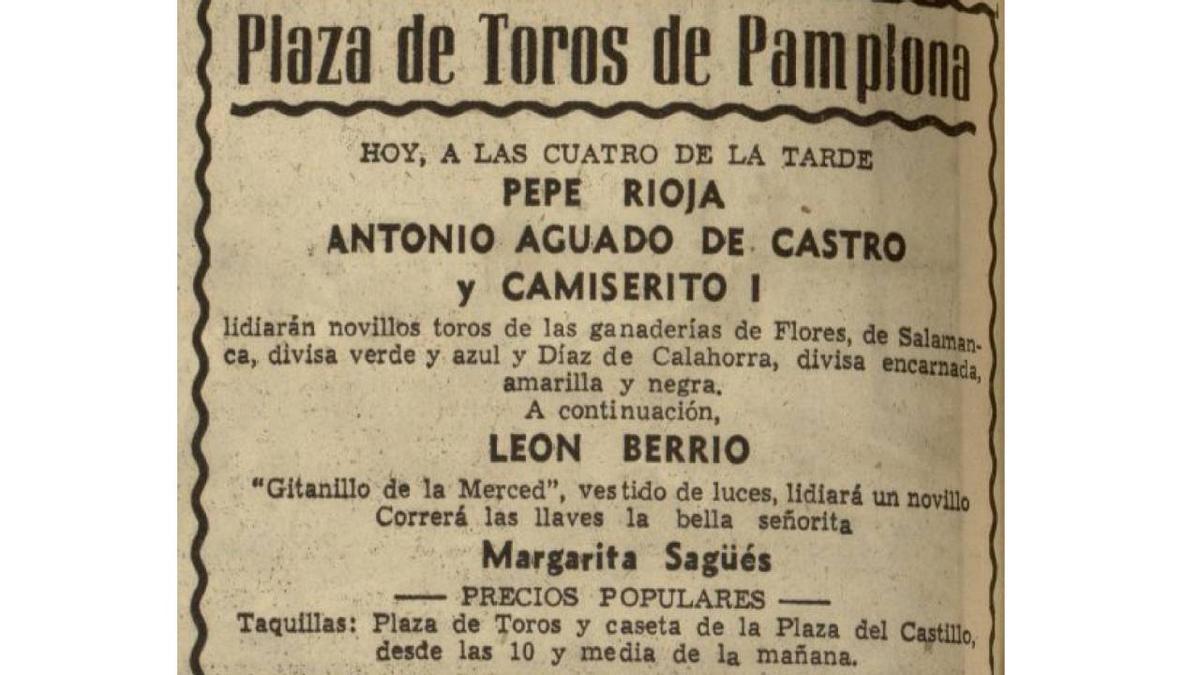 Plaza de Toros de Pamplona
HOY, A LAS CUATRO DE LA TARDE
PEPE RIOJA
ANTONIO AGUADO DE CASTRO
y CAMISERITO I
lidiarán novillos toros de las ganaderías de Flores, de Salaman-
ca, divisa verde y azul y Díaz de Calahorra, divisa encarnada,
amarilla y negra.
A continuación,
LEON BERRIO
"Gitanillo de la Merced", vestido de luces, lidiará un novillo
Correrá las llaves la bella señorita
Margarita Sagüés
—— PRECIOS POPULARES ——
Taquillas: Plaza de Toros y caseta de la Plaza del Castillo,
desde las 10 y media de la mañana.